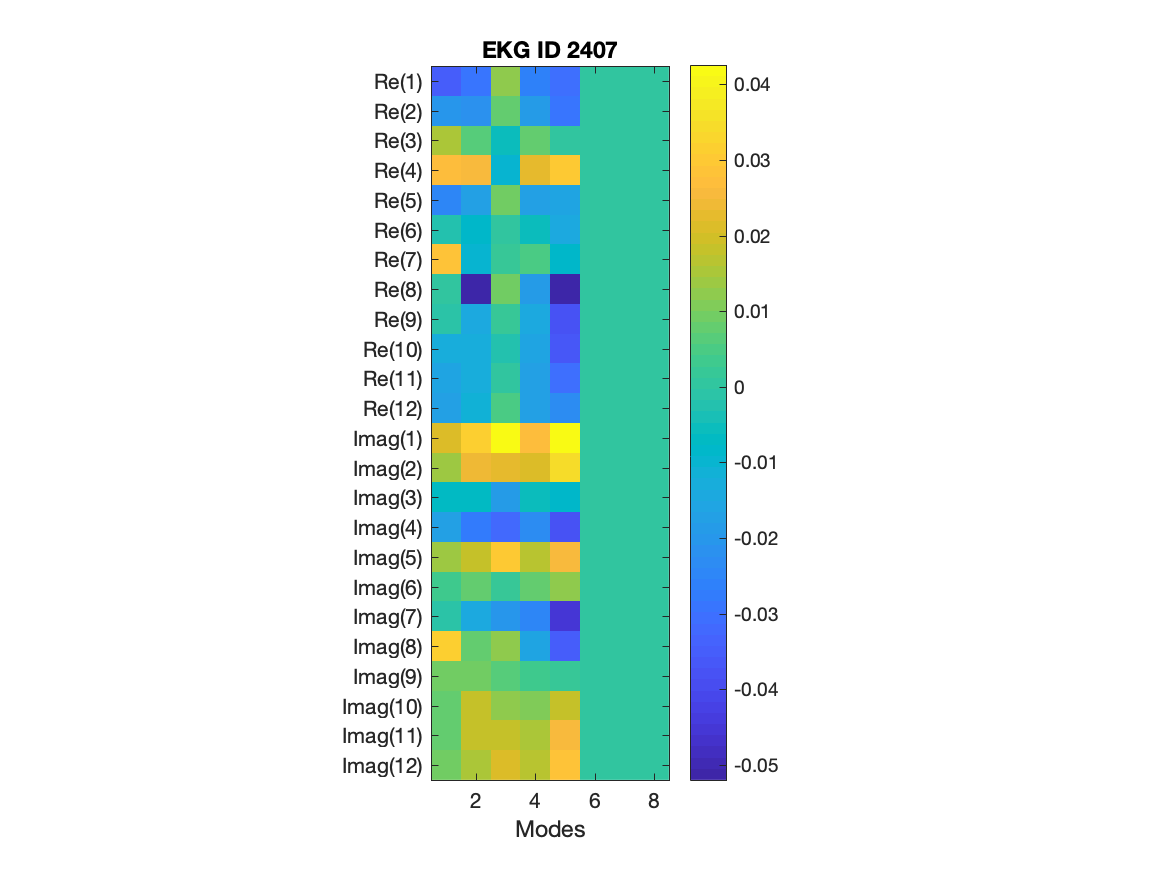 EKG ID 2407
Re(1)
Re(2)
Re(3)
Re(4)
Re(5)
Re(6)
Re(7)
Re(8)
Re(9)
Re(10)
Re(11)
Re(12)
Imag(1)
Imag(2)
Imag(3)
Imag(4)
Imag(5)
Imag(6)
Imag(7)
Imag(8)
Imag(9)
Imag(10)
Imag(11)
Imag(12)
2 4 6 8
Modes
0.04
0.03
0.02
0.01
0
-0.01
-0.02
-0.03
-0.04
-0.05